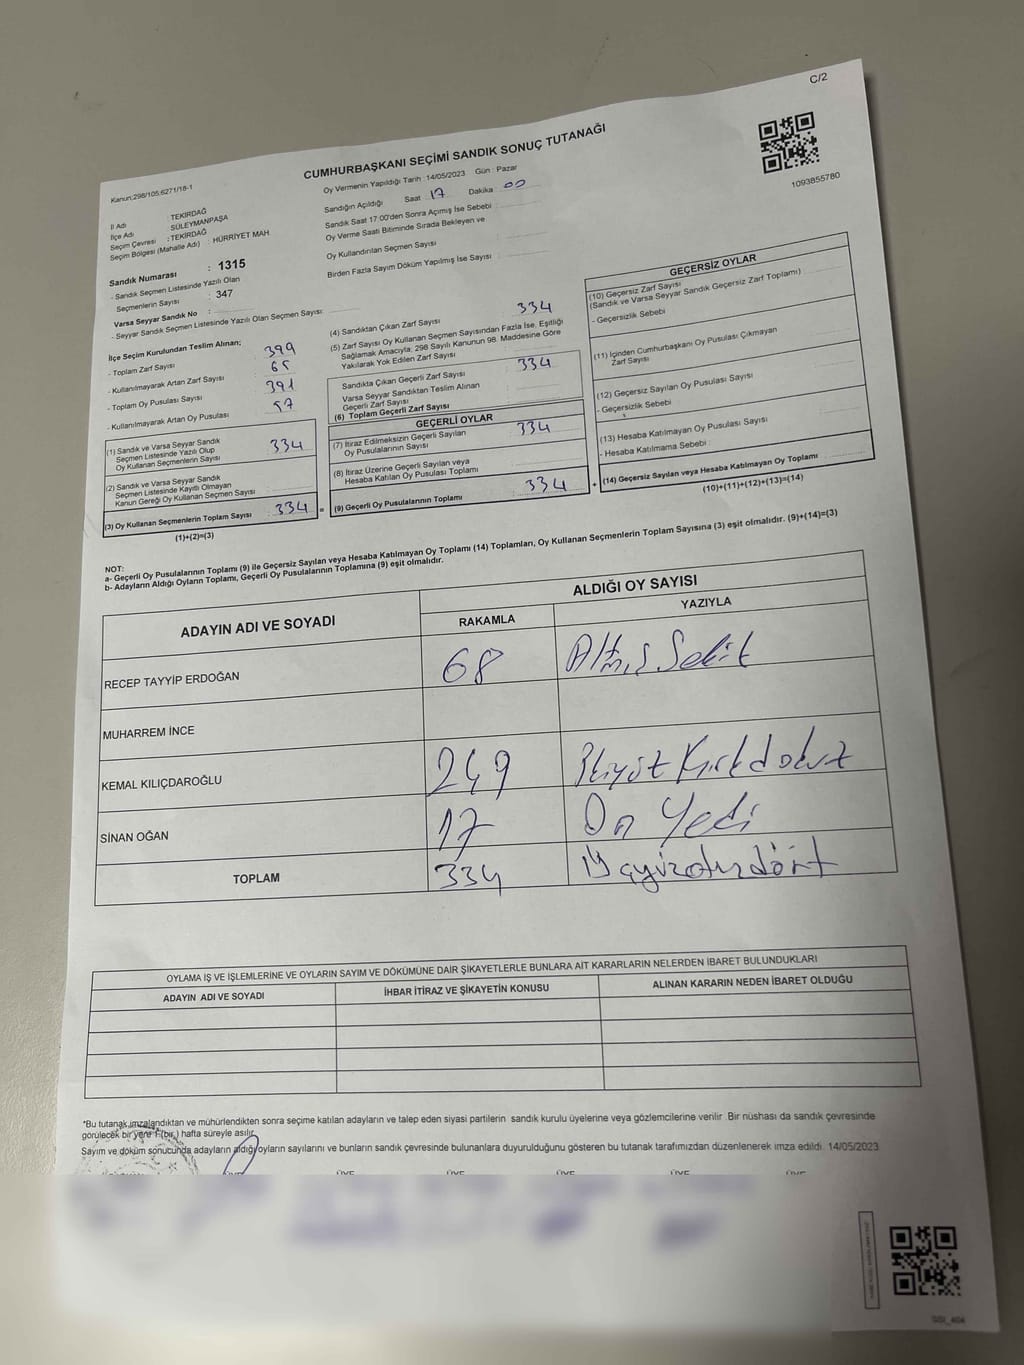 C/2
Kanun:298/105,6271/18-1
CUMHURBAŞKANI SEÇİMİ SANDIK SONUÇ TUTANAĞI
1093855780
İl Adı : TEKİRDAĞ
İlçe Adı : SÜLEYMANPAŞA
Seçim Çevresi : TEKİRDAĞ
Seçim Bölgesi (Mahalle Adı) : HÜRRİYET MAH
Sandık Numarası : 1315
- Sandık Seçmen Listesinde Yazılı Olan
Seçmenlerin Sayısı : 347
Varsa Seyyar Sandık No :
- Seyyar Sandık Seçmen Listesinde Yazılı Olan Seçmen Sayısı :
Oy Vermenin Yapıldığı Tarih : 14/05/2023 Gün : Pazar
Sandığın Açıldığı Saat 17 Dakika 00
Sandık Saat 17:00'den Sonra Açılmış İse Sebebi :
Oy Verme Saati Bitiminde Sırada Bekleyen ve
Oy Kullandırılan Seçmen Sayısı :
Birden Fazla Sayım Döküm Yapılmış İse Sayısı :
İlçe Seçim Kurulundan Teslim Alınan;
- Toplam Zarf Sayısı : 399
- Kullanılmayarak Artan Zarf Sayısı : 65
- Toplam Oy Pusulası Sayısı : 391
- Kullanılmayarak Artan Oy Pusulası : 57
(1) Sandık ve Varsa Seyyar Sandık
Seçmen Listesinde Yazılı Olup
Oy Kullanan Seçmenlerin Sayısı : 334
(2) Sandık ve Varsa Seyyar Sandık
Seçmen Listesinde Kayıtlı Olmayan
Kanun Gereği Oy Kullanan Seçmen Sayısı :
(3) Oy Kullanan Seçmenlerin Toplam Sayısı : 334
(1)+(2)=(3)
(4) Sandıktan Çıkan Zarf Sayısı : 334
(5) Zarf Sayısı Oy Kullanan Seçmen Sayısından Fazla İse, Eşitliği
Sağlamak Amacıyla; 298 Sayılı Kanunun 98. Maddesine Göre
Yakılarak Yok Edilen Zarf Sayısı :
Sandıkta Çıkan Geçerli Zarf Sayısı : 334
Varsa Seyyar Sandıktan Teslim Alınan
Geçerli Zarf Sayısı
(6) Toplam Geçerli Zarf Sayısı
GEÇERLİ OYLAR
(7) İtiraz Edilmeksizin Geçerli Sayılan
Oy Pusulalarının Sayısı : 334
(8) İtiraz Üzerine Geçerli Sayılan veya
Hesaba Katılan Oy Pusulası Toplamı
(9) Geçerli Oy Pusulalarının Toplamı : 334
GEÇERSİZ OYLAR
(10) Geçersiz Zarf Sayısı
(Sandık ve Varsa Seyyar Sandık Geçersiz Zarf Toplamı)
- Geçersizlik Sebebi :
(11) İçinden Cumhurbaşkanı Oy Pusulası Çıkmayan
Zarf Sayısı
(12) Geçersiz Sayılan Oy Pusulası Sayısı
- Geçersizlik Sebebi :
(13) Hesaba Katılmayan Oy Pusulası Sayısı
- Hesaba Katılmama Sebebi :
(14) Geçersiz Sayılan veya Hesaba Katılmayan Oy Toplamı
(10)+(11)+(12)+(13)=(14)
NOT:
a- Geçerli Oy Pusulalarının Toplamı (9) ile Geçersiz Sayılan veya Hesaba Katılmayan Oy Toplamı (14) Toplamları, Oy Kullanan Seçmenlerin Toplam Sayısına (3) eşit olmalıdır. (9)+(14)=(3)
b- Adayların Aldığı Oyların Toplamı, Geçerli Oy Pusulalarının Toplamına (9) eşit olmalıdır.
ADAYIN ADI VE SOYADI ALDIĞI OY SAYISI
RAKAMLA YAZIYLA
RECEP TAYYİP ERDOĞAN 68 Altmış Sekiz
MUHARREM İNCE
KEMAL KILIÇDAROĞLU 249 İkiyüz Kırkdokuz
SİNAN OĞAN 17 On Yedi
TOPLAM 334 Üçyüzotuzdört
OYLAMA İŞ VE İŞLEMLERİNE VE OYLARIN SAYIM VE DÖKÜMÜNE DAİR ŞİKAYETLERLE BUNLARA AİT KARARLARIN NELERDEN İBARET BULUNDUKLARI
ADAYIN ADI VE SOYADI İHBAR İTİRAZ VE ŞİKAYETİN KONUSU ALINAN KARARIN NEDEN İBARET OLDUĞU
*Bu tutanak,imzalandıktan ve mühürlendikten sonra seçime katılan adayların ve talep eden siyasi partilerin sandık kurulu üyelerine veya gözlemcilerine verilir. Bir nüshası da sandık çevresinde
görülecek bir yere 1 (bir) hafta süreyle asılır.
Sayım ve döküm sonucunda adayların aldığı oyların sayılarını ve bunların sandık çevresinde bulunanlara duyurulduğunu gösteren bu tutanak tarafımızdan düzenlenerek imza edildi. 14/05/2023
ÜYE ÜYE ÜYE ÜYE ÜYE